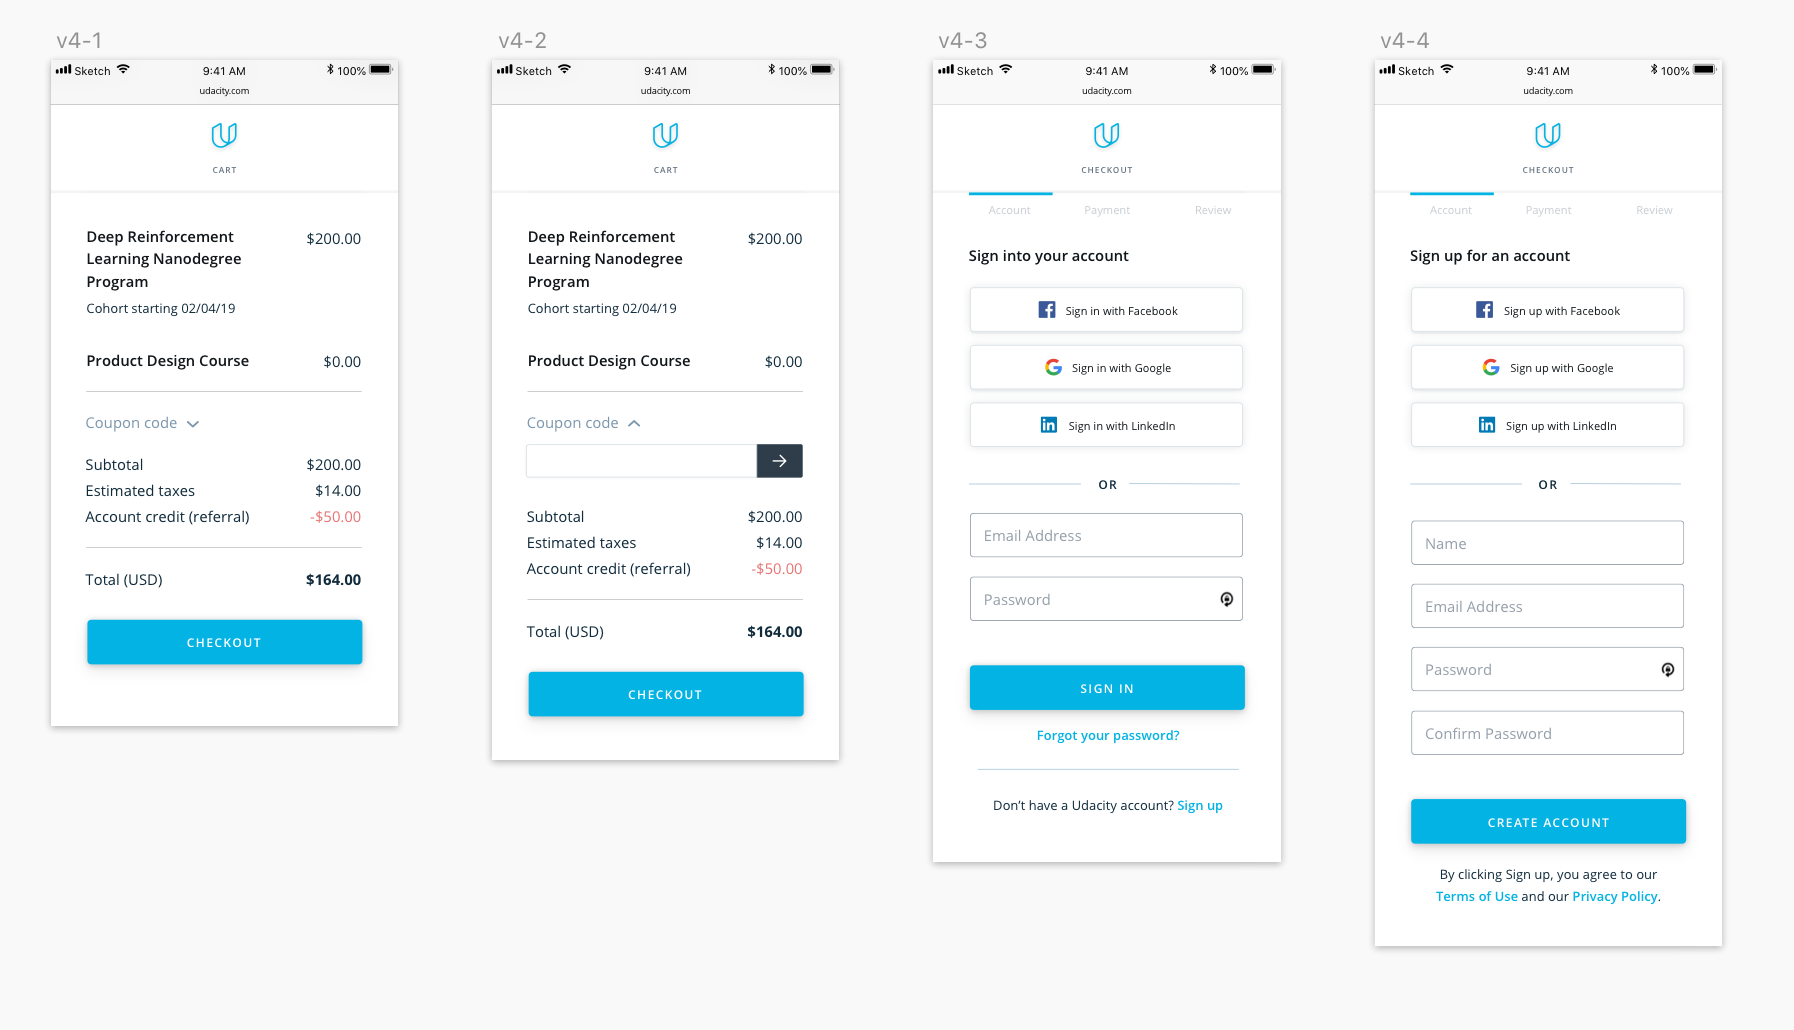 v4-1
Sketch 9:41 AM 100%
udacity.com
CART
Deep Reinforcement $200.00
Learning Nanodegree
Program
Cohort starting 02/04/19
Product Design Course $0.00
Coupon code
Subtotal $200.00
Estimated taxes $14.00
Account credit (referral) -$50.00
Total (USD) $164.00
CHECKOUT
v4-2
Sketch 9:41 AM 100%
udacity.com
CART
Deep Reinforcement $200.00
Learning Nanodegree
Program
Cohort starting 02/04/19
Product Design Course $0.00
Coupon code
Subtotal $200.00
Estimated taxes $14.00
Account credit (referral) -$50.00
Total (USD) $164.00
CHECKOUT
v4-3
Sketch 9:41 AM 100%
udacity.com
CHECKOUT
Account Payment Review
Sign into your account
Sign in with Facebook
Sign in with Google
Sign in with LinkedIn
OR
Email Address
Password
SIGN IN
Forgot your password?
Don’t have a Udacity account? Sign up
v4-4
Sketch 9:41 AM 100%
udacity.com
CHECKOUT
Account Payment Review
Sign up for an account
Sign up with Facebook
Sign up with Google
Sign up with LinkedIn
OR
Name
Email Address
Password
Confirm Password
CREATE ACCOUNT
By clicking Sign up, you agree to our
Terms of Use and our Privacy Policy.